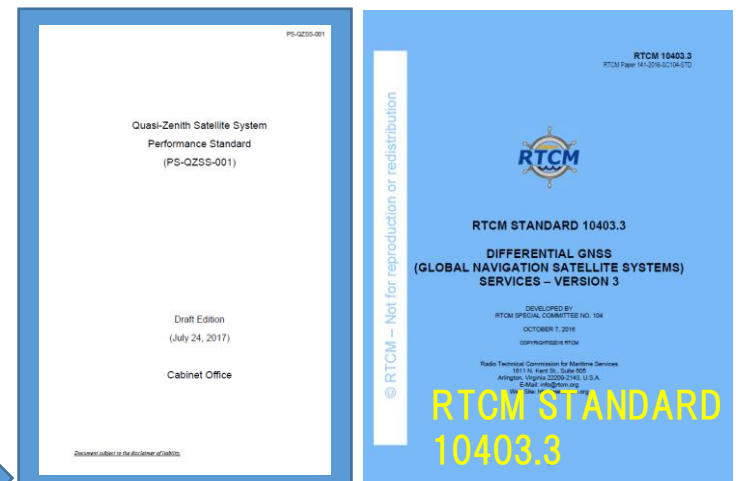 PS-QZSS-001
Quasi-Zenith Satellite System
Performance Standard
(PS-QZSS-001)
Draft Edition
(July 24, 2017)
Cabinet Office
Document subject to the disclaimer of liability.
RTCM 10403.3
RTCM Paper 141-2016-SC104-STD
© RTCM – Not for reproduction or redistribution
RTCM
RTCM STANDARD 10403.3
DIFFERENTIAL GNSS
(GLOBAL NAVIGATION SATELLITE SYSTEMS)
SERVICES – VERSION 3
DEVELOPED BY
RTCM SPECIAL COMMITTEE NO. 104
OCTOBER 7, 2016
COPYRIGHT©2016 RTCM
Radio Technical Commission for Maritime Services
1611 N. Kent St., Suite 605
Arlington, Virginia 22209-2143, U.S.A.
E-Mail: info@rtcm.org
RTCM STANDARD
10403.3